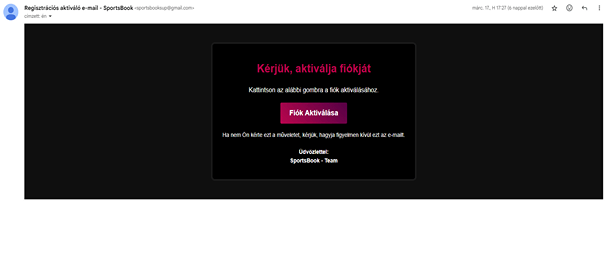 Regisztrációs aktiváló e-mail - SportsBook <sportsbooksup@gmail.com>
márc. 17., H 17:27 (6 nappal ezelőtt)
címzett: én
Kérjük, aktiválja fiókját
Kattintson az alábbi gombra a fiók aktiválásához.
Fiók Aktiválása
Ha nem Ön kérte ezt a műveletet, kérjük, hagyja figyelmen kívül ezt az e-mailt.
Üdvözlettel:
SportsBook - Team